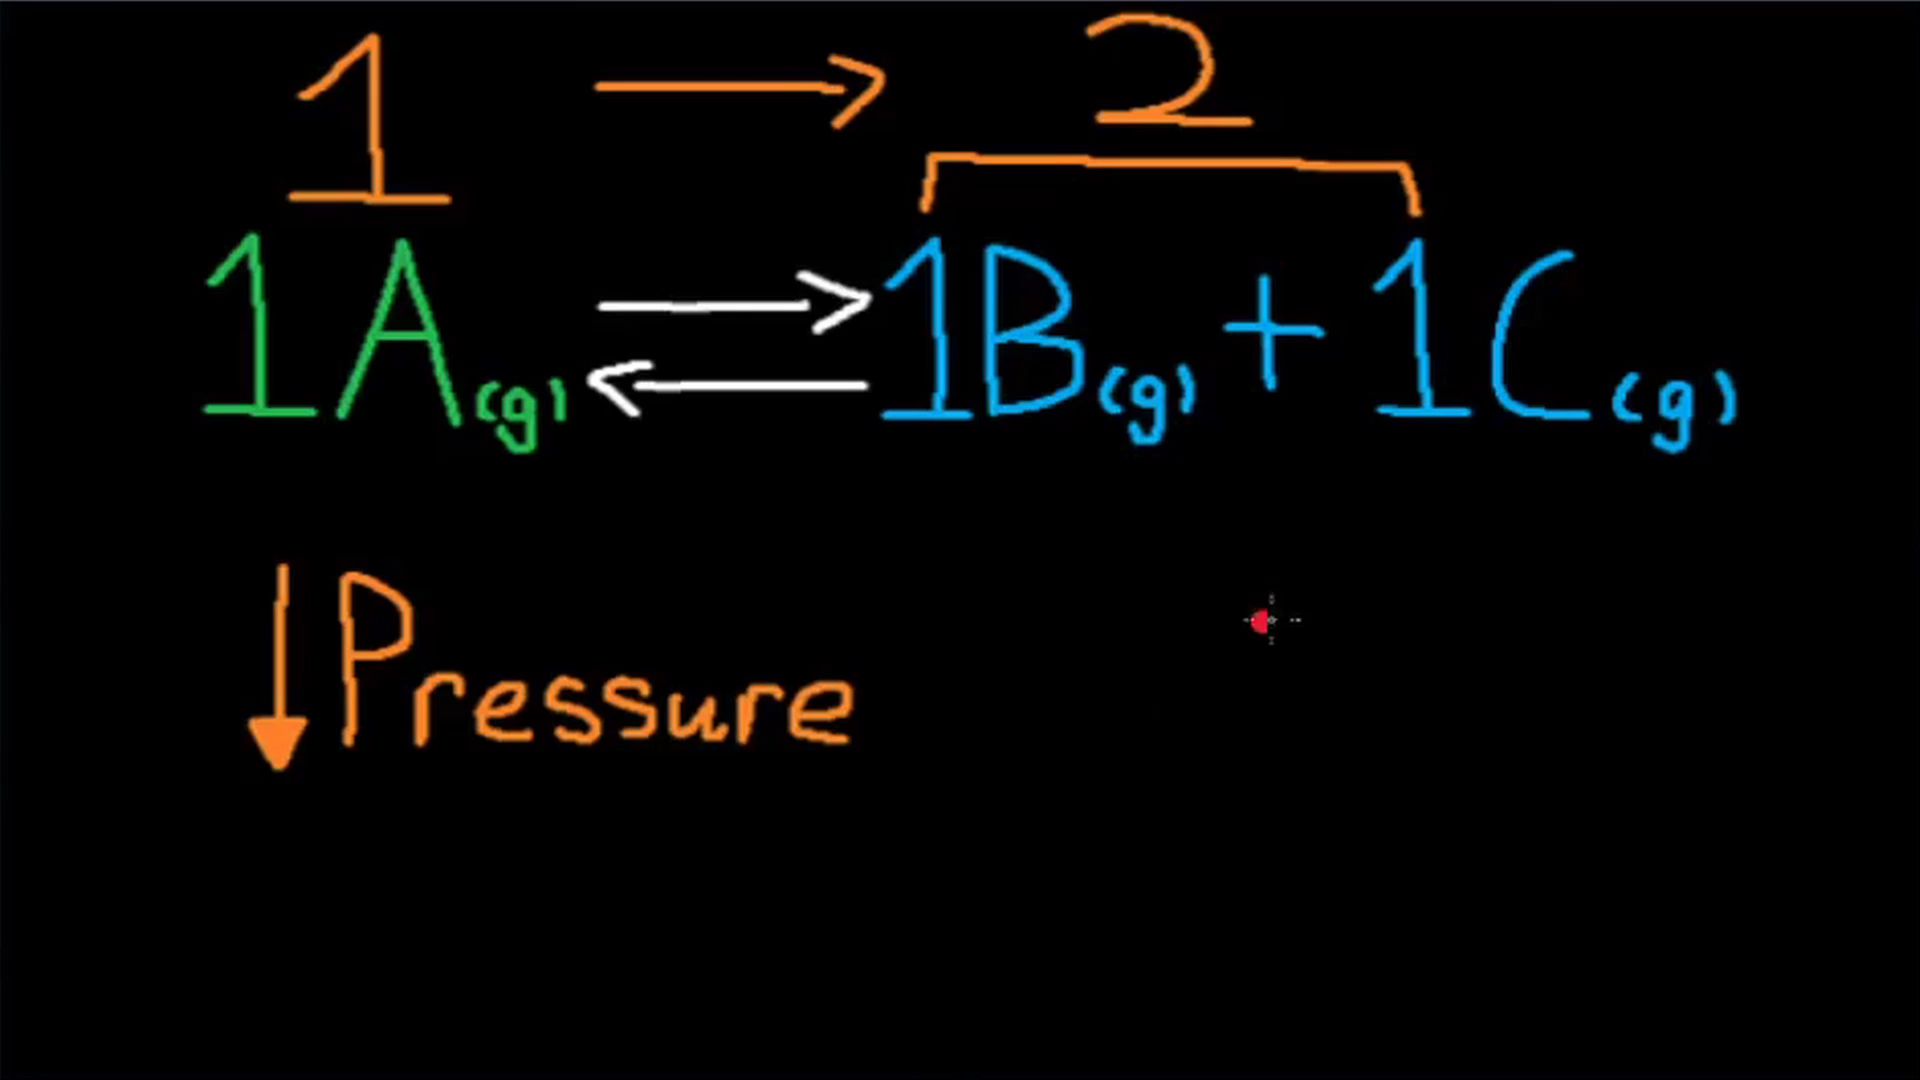 1 → 2
1A(g) ⇌ 1B(g) + 1C(g)
↓ Pressure